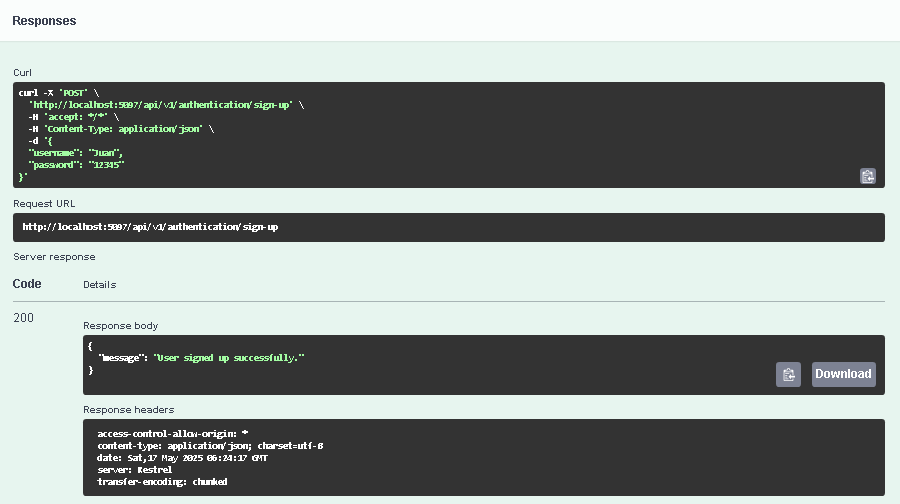 Responses
Curl
curl -X 'POST' \
'http://localhost:5097/api/v1/authentication/sign-up' \
-H 'accept: */*' \
-H 'Content-Type: application/json' \
-d '{
"username": "Juan",
"password": "12345"
}'
Request URL
http://localhost:5097/api/v1/authentication/sign-up
Server response
Code Details
200
Response body
{
"message": "User signed up successfully."
}
Download
Response headers
access-control-allow-origin: *
content-type: application/json; charset=utf-8
date: Sat,17 May 2025 06:24:17 GMT
server: Kestrel
transfer-encoding: chunked